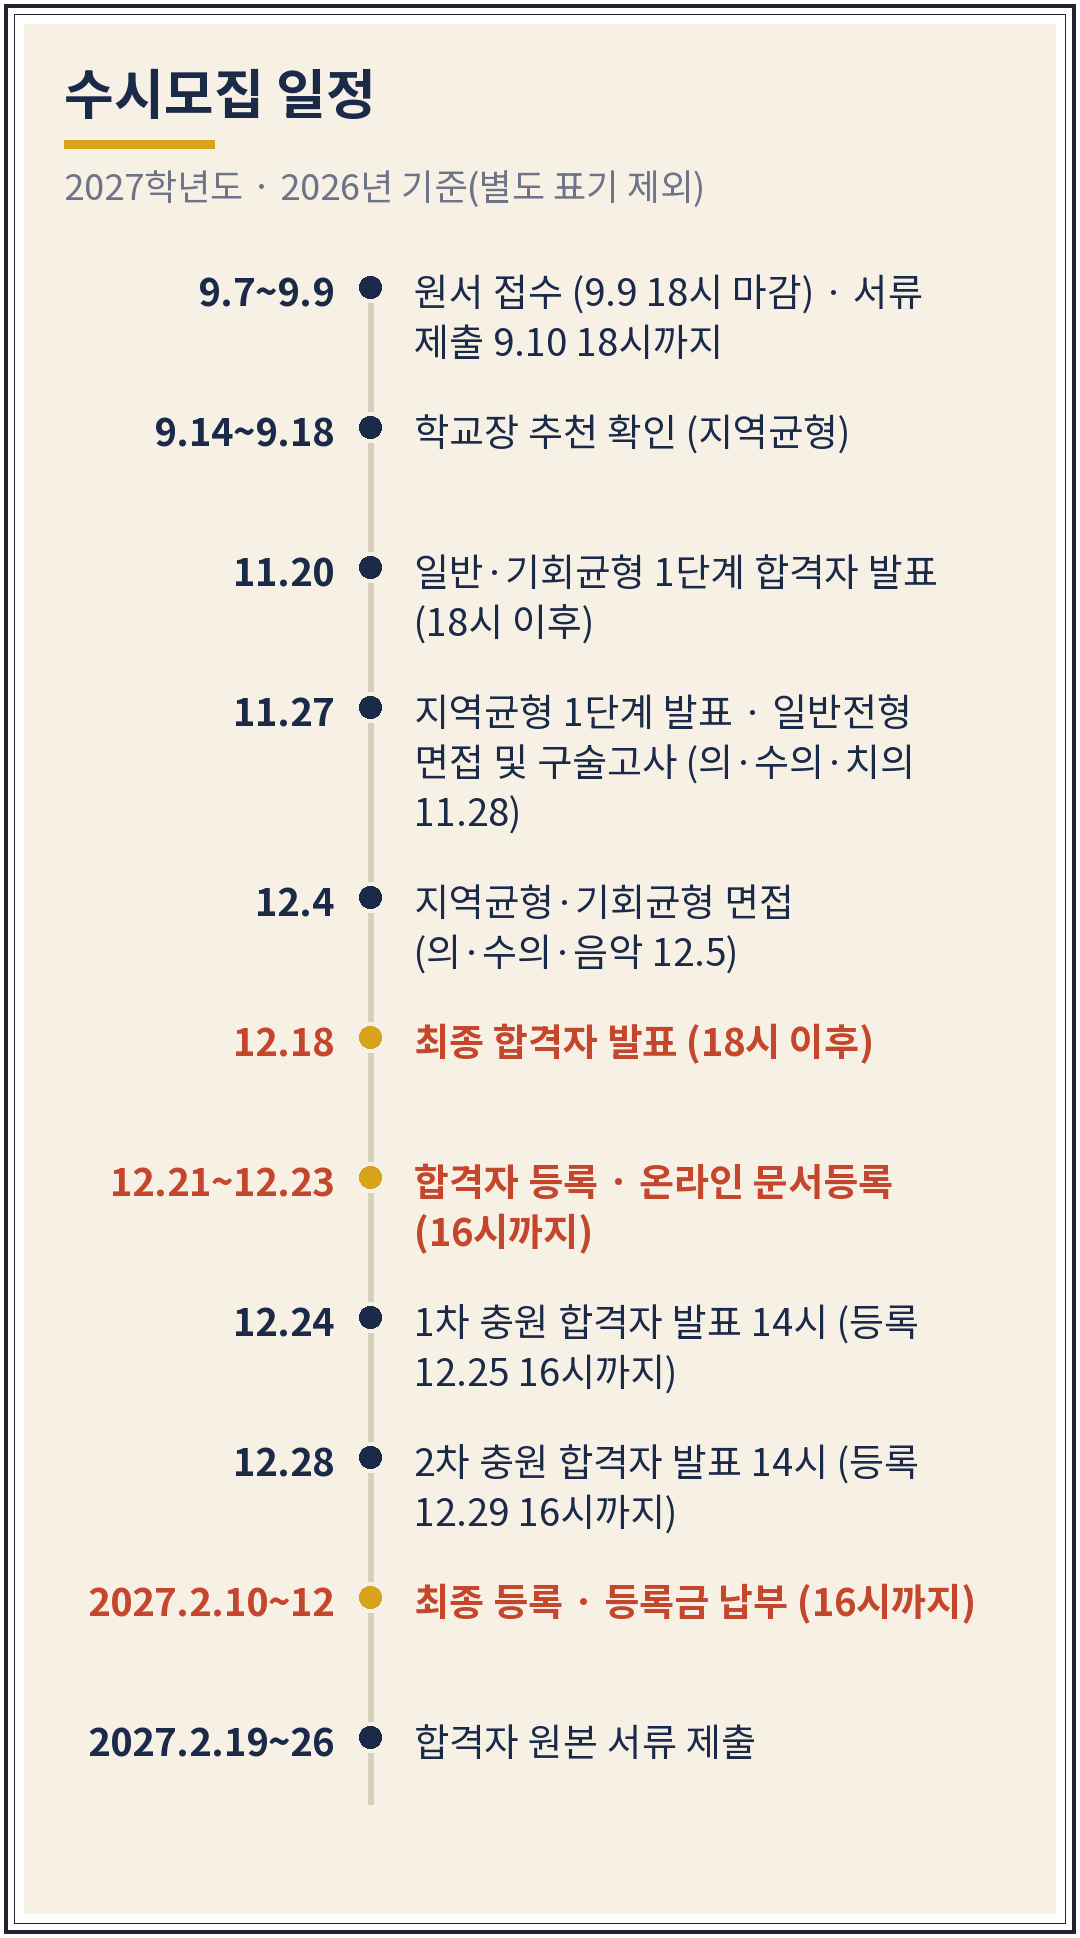 수시모집 일정
2027학년도 · 2026년 기준(별도 표기 제외)
9.7~9.9
원서 접수 (9.9 18시 마감) · 서류
제출 9.10 18시까지
9.14~9.18
학교장 추천 확인 (지역균형)
11.20
일반·기회균형 1단계 합격자 발표
(18시 이후)
11.27
지역균형 1단계 발표 · 일반전형
면접 및 구술고사 (의·수의·치의
11.28)
12.4
지역균형·기회균형 면접
(의·수의·음악 12.5)
12.18
최종 합격자 발표 (18시 이후)
12.21~12.23
합격자 등록 · 온라인 문서등록
(16시까지)
12.24
1차 충원 합격자 발표 14시 (등록
12.25 16시까지)
12.28
2차 충원 합격자 발표 14시 (등록
12.29 16시까지)
2027.2.10~12
최종 등록 · 등록금 납부 (16시까지)
2027.2.19~26
합격자 원본 서류 제출